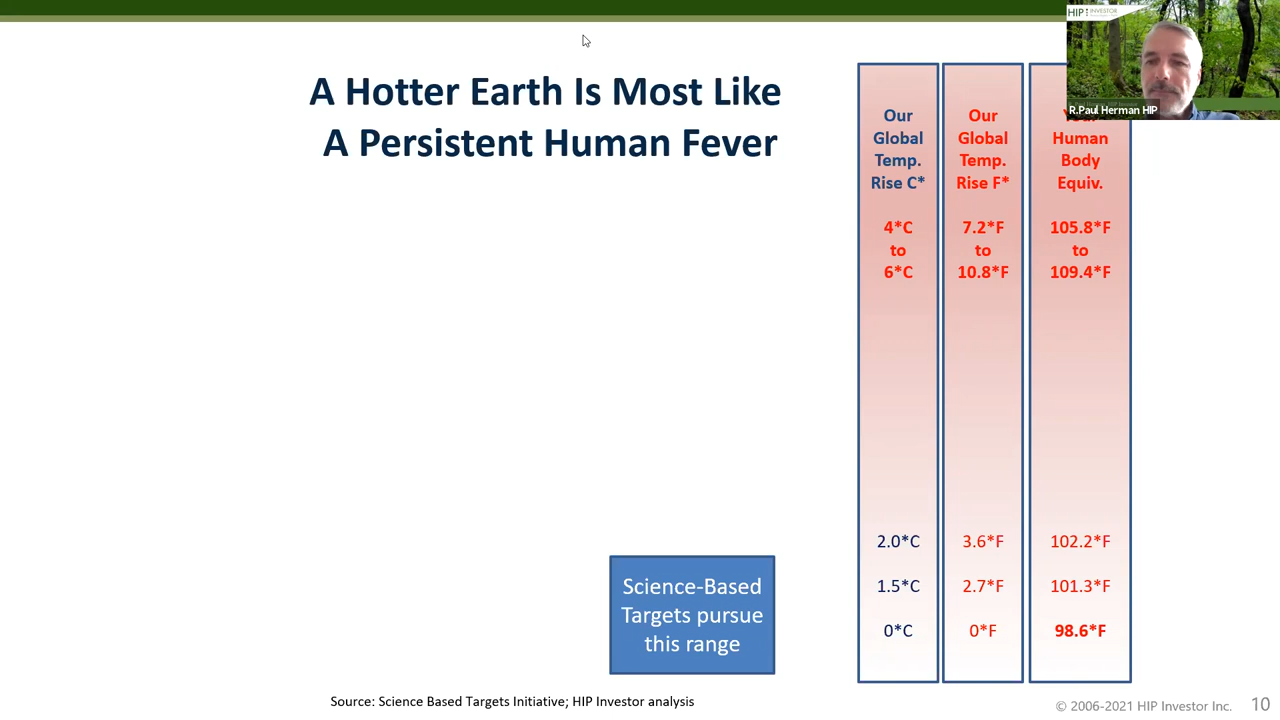 HIP INVESTOR
R.Paul Herman HIP
A Hotter Earth Is Most Like
A Persistent Human Fever
Our
Global
Temp.
Rise C*
4*C
to
6*C
2.0*C
1.5*C
0*C
Our
Global
Temp.
Rise F*
7.2*F
to
10.8*F
3.6*F
2.7*F
0*F
Human
Body
Equiv.
105.8*F
to
109.4*F
102.2*F
101.3*F
98.6*F
Science-Based
Targets pursue
this range
Source: Science Based Targets Initiative; HIP Investor analysis
© 2006-2021 HIP Investor Inc.
10